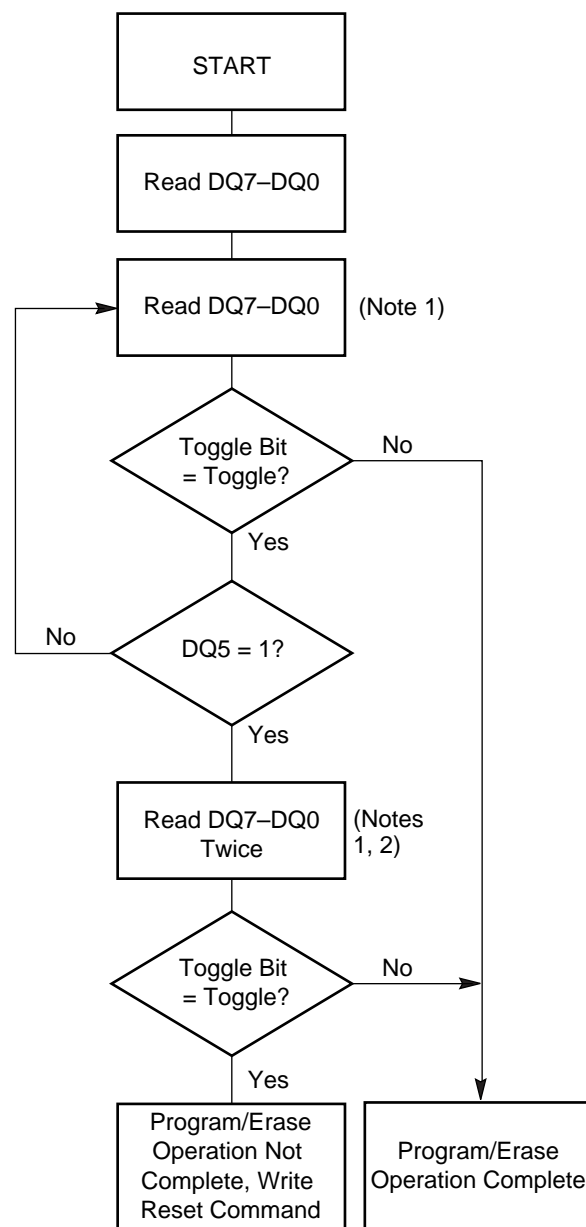 START
Read DQ7–DQ0
Read DQ7–DQ0
(Note 1)
Toggle Bit
= Toggle?
No
Yes
No
DQ5 = 1?
Yes
Read DQ7–DQ0
Twice
(Notes
1, 2)
Toggle Bit
= Toggle?
No
Yes
Program/Erase
Operation Not
Complete, Write
Reset Command
Program/Erase
Operation Complete